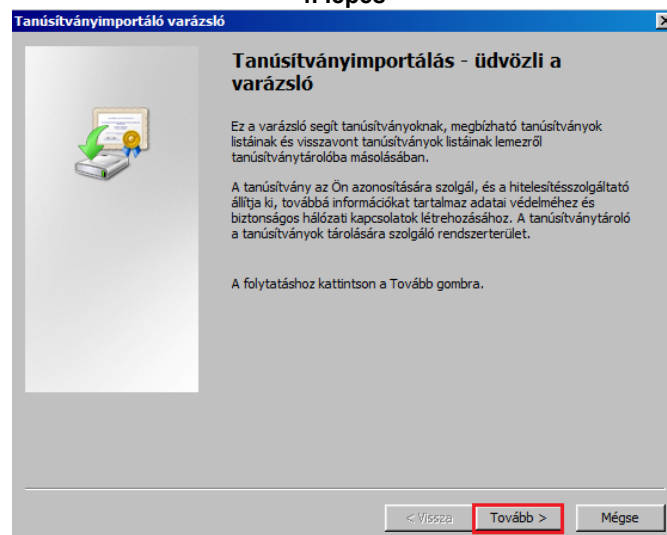 Tanúsítványimportáló varázsló
Tanúsítványimportálás - üdvözli a
varázsló
Ez a varázsló segít tanúsítványoknak, megbízható tanúsítványok
listáinak és visszavont tanúsítványok listáinak lemezről
tanúsítványtárolóba másolásában.
A tanúsítvány az Ön azonosítására szolgál, és a hitelesítésszolgáltató
állítja ki, továbbá információkat tartalmaz adatai védelméhez és
biztonságos hálózati kapcsolatok létrehozásához. A tanúsítványtároló
a tanúsítványok tárolására szolgáló rendszerterület.
A folytatáshoz kattintson a Tovább gombra.
< Vissza Tovább > Mégse